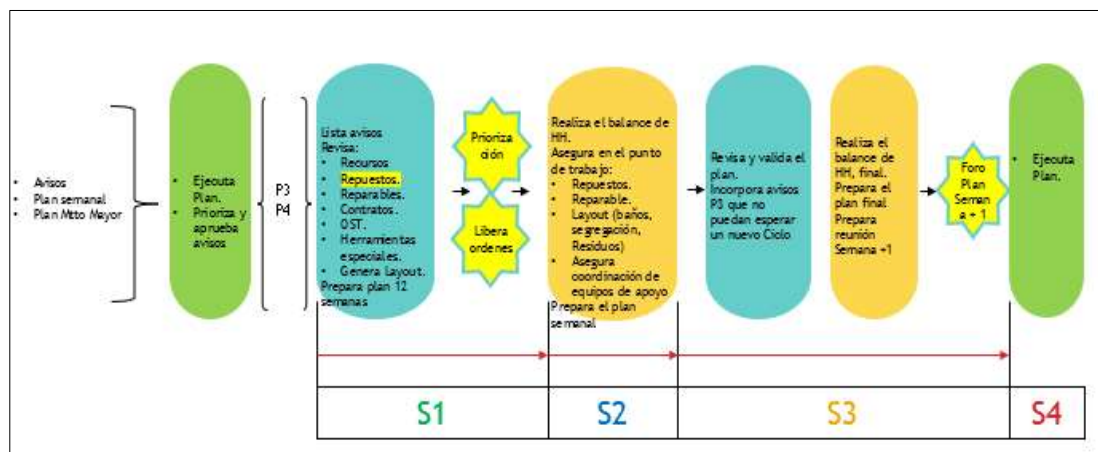 • Avisos
• Plan semanal
• Plan Mtto Mayor
• Ejecuta
Plan.
• Prioriza y
aprueba
avisos
P3
P4
Lista avisos
Revisa:
• Recursos
• Repuestos.
• Reparables.
• Contratos.
• OST.
• Herramientas
especiales.
• Genera Layout.
Prepara plan 12
semanas
Prioriza
ción
Libera
ordenes
Realiza el balance de
HH.
Asegura en el punto
de trabajo:
• Repuestos.
• Reparable.
• Layout (baños,
segregación,
Residuos)
• Asegura
coordinación de
equipos de apoyo
Prepara el plan
semanal
Revisa y valida el
plan.
Incorpora avisos
P3 que no
puedan esperar
un nuevo Ciclo
Realiza el
balance de
HH, final.
Prepara el
plan final
Prepara
reunión
Semana +1
Foro
Plan
Seman
a + 1
• Ejecuta
Plan.
S1
S2
S3
S4